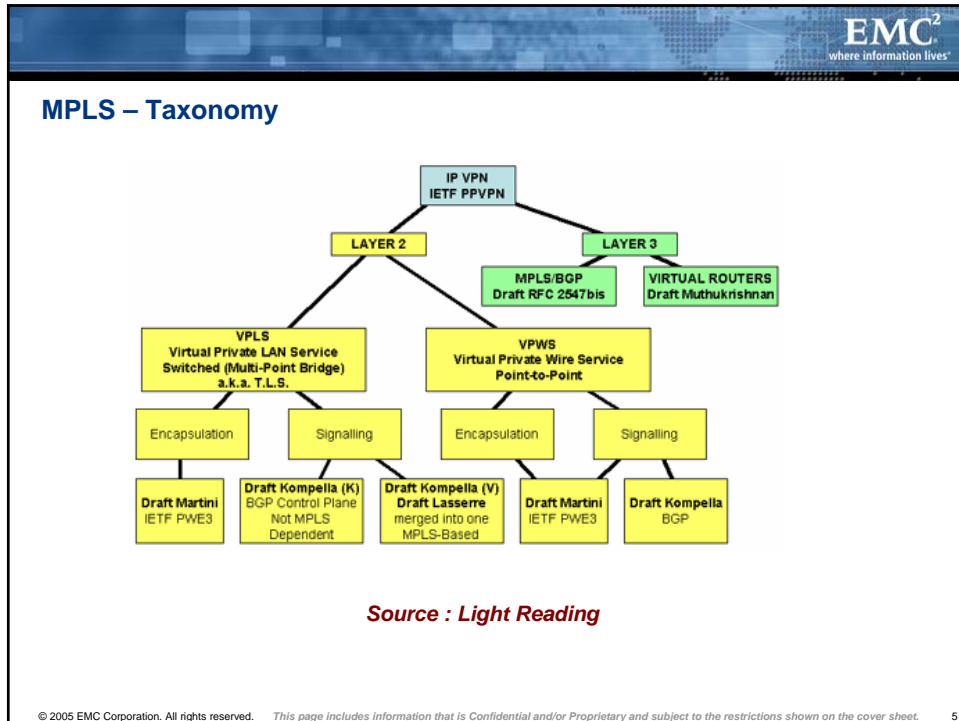 EMC²
where information lives®
MPLS – Taxonomy
IP VPN
IETF PPVPN
LAYER 2
LAYER 3
MPLS/BGP
Draft RFC 2547bis
VIRTUAL ROUTERS
Draft Muthukrishnan
VPLS
Virtual Private LAN Service
Switched (Multi-Point Bridge)
a.k.a. T.L.S.
VPWS
Virtual Private Wire Service
Point-to-Point
Encapsulation
Signalling
Encapsulation
Signalling
Draft Martini
IETF PWE3
Draft Kompella (K)
BGP Control Plane
Not MPLS
Dependent
Draft Kompella (V)
Draft Lasserre
merged into one
MPLS-Based
Draft Martini
IETF PWE3
Draft Kompella
BGP
Source : Light Reading
© 2005 EMC Corporation. All rights reserved. This page includes information that is Confidential and/or Proprietary and subject to the restrictions shown on the cover sheet. 5